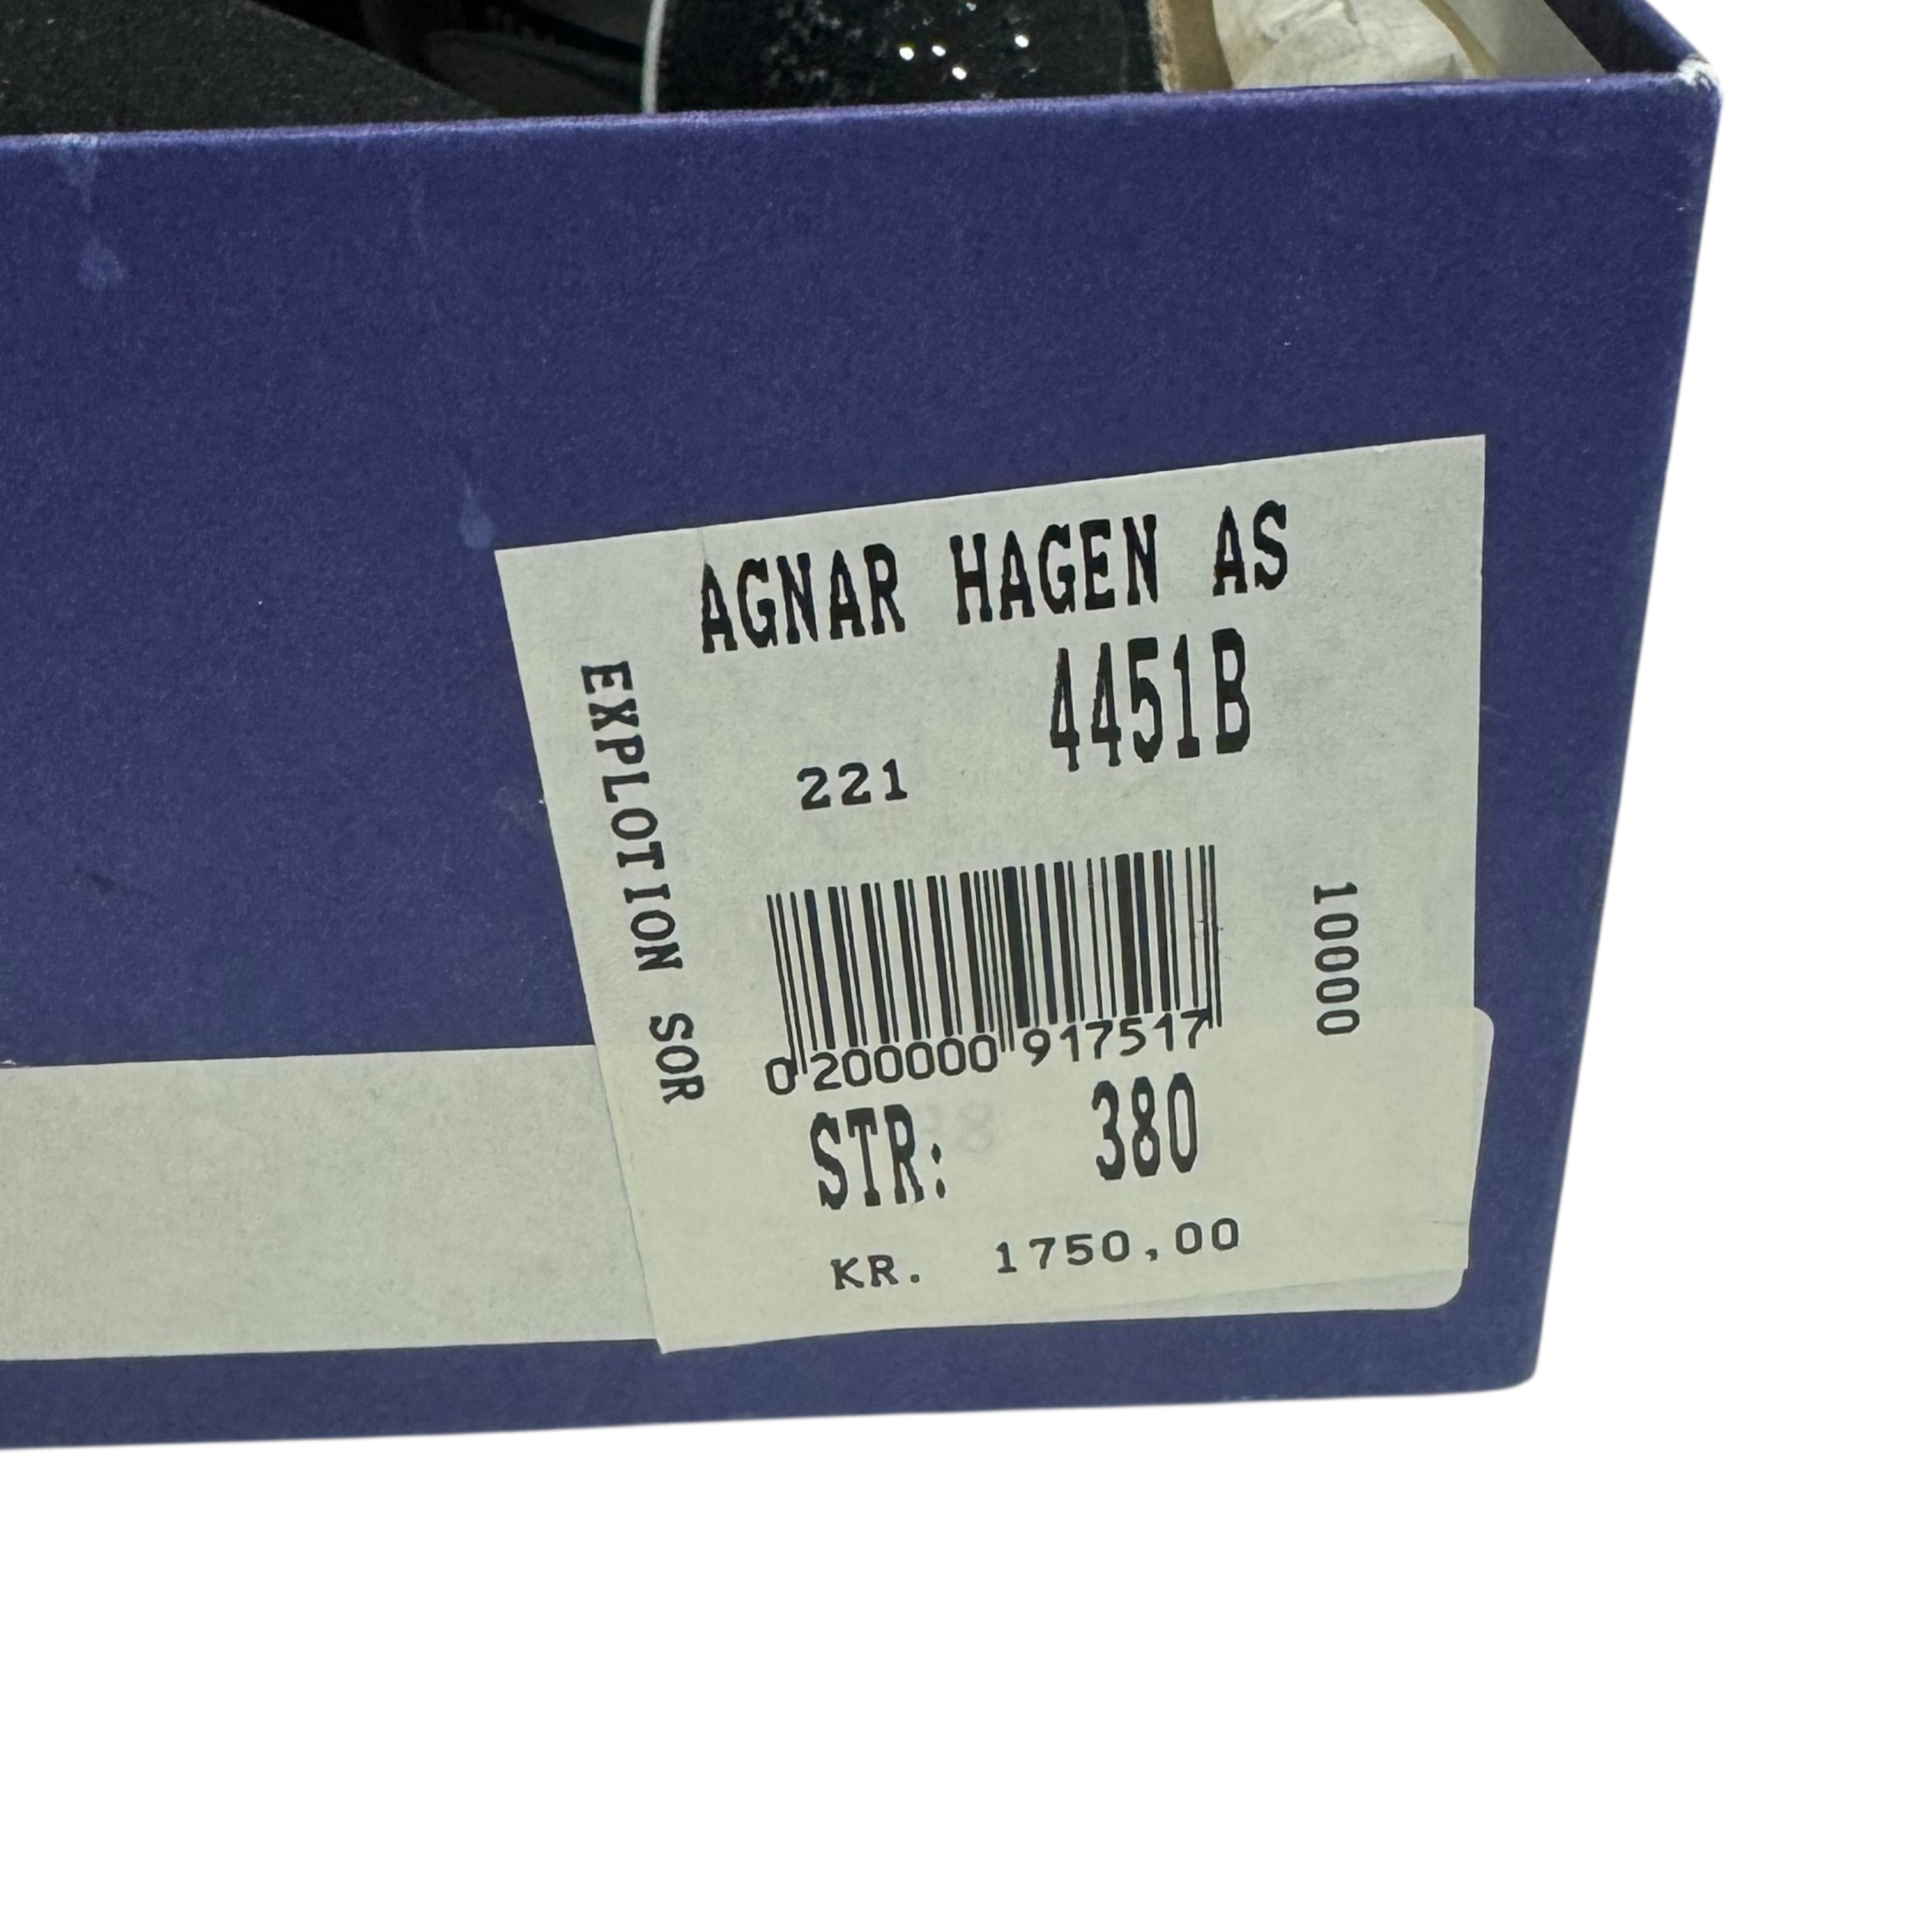 AGNAR HAGEN AS
4451B
221
EXPLOTION SOR
10000
0 200000 917517
STR: 380
KR. 1750,00